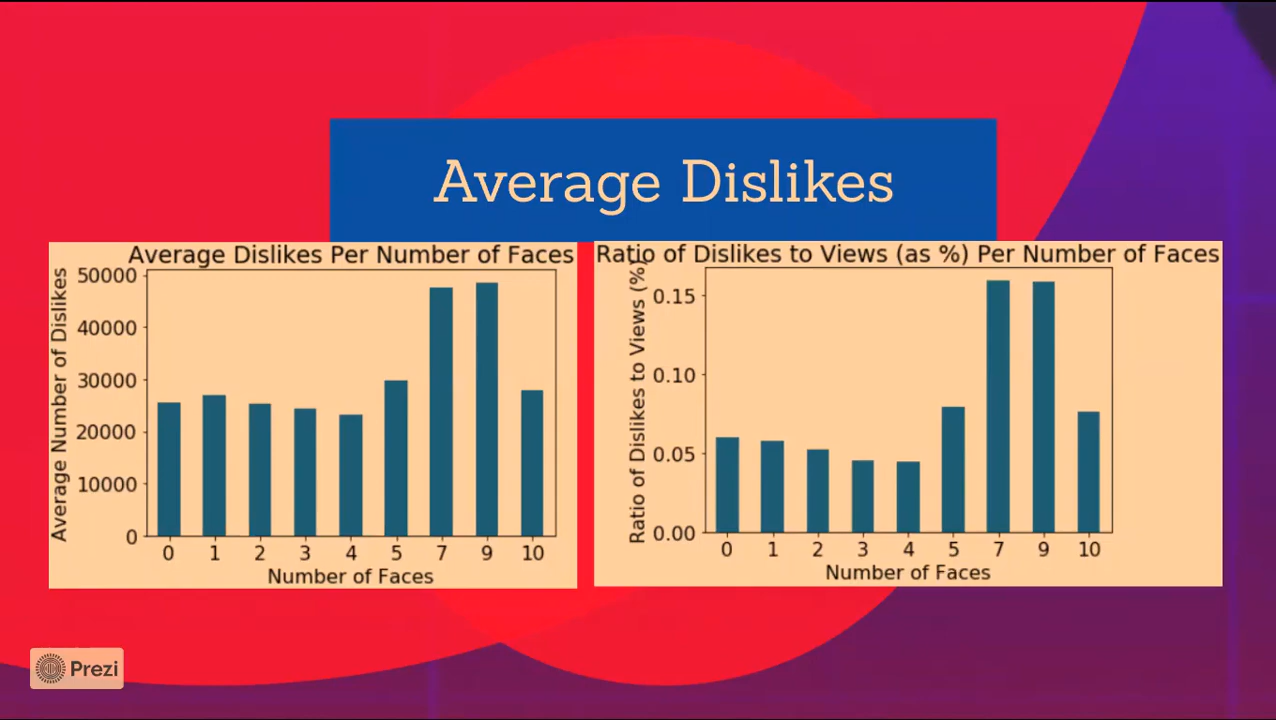 Average Dislikes
Average Dislikes Per Number of Faces
Average Number of Dislikes
50000
40000
30000
20000
10000
0
0 1 2 3 4 5 7 9 10
Number of Faces
Ratio of Dislikes to Views (as %) Per Number of Faces
Ratio of Dislikes to Views (%)
0.15
0.10
0.05
0.00
0 1 2 3 4 5 7 9 10
Number of Faces
Prezi